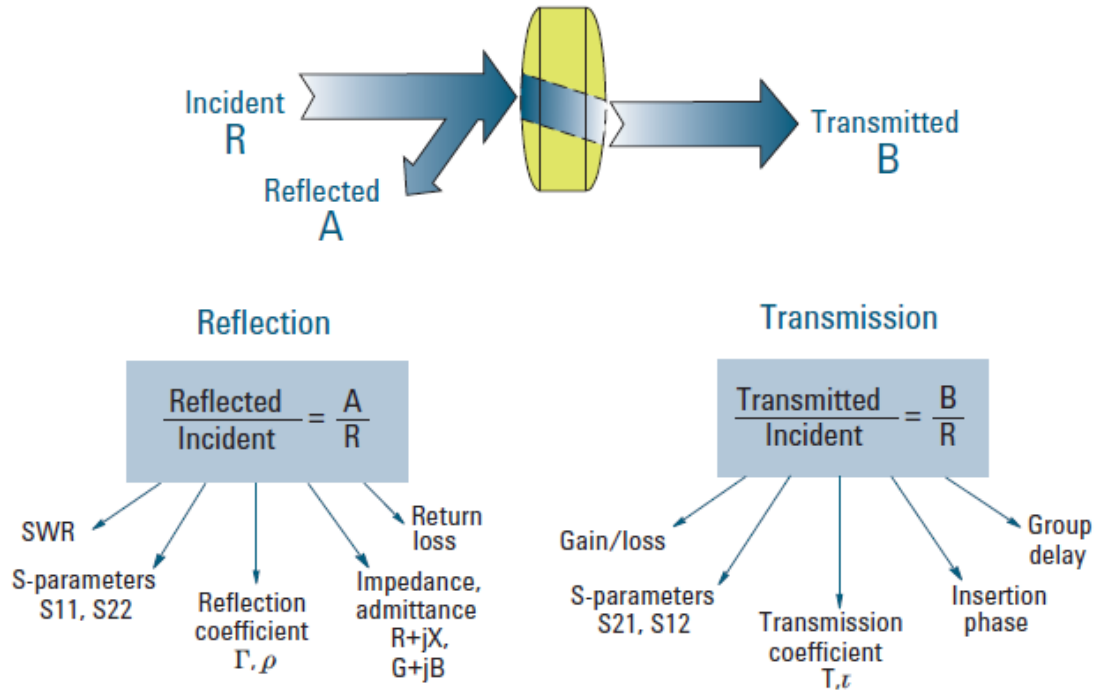 Incident
R
Reflected
A
Transmitted
B
Reflection
Reflected
Incident
=
A
R
SWR
S-parameters
S11, S22
Reflection
coefficient
Γ, ρ
Impedance,
admittance
R+jX,
G+jB
Return
loss
Transmission
Transmitted
Incident
=
B
R
Gain/loss
S-parameters
S21, S12
Transmission
coefficient
T,τ
Insertion
phase
Group
delay